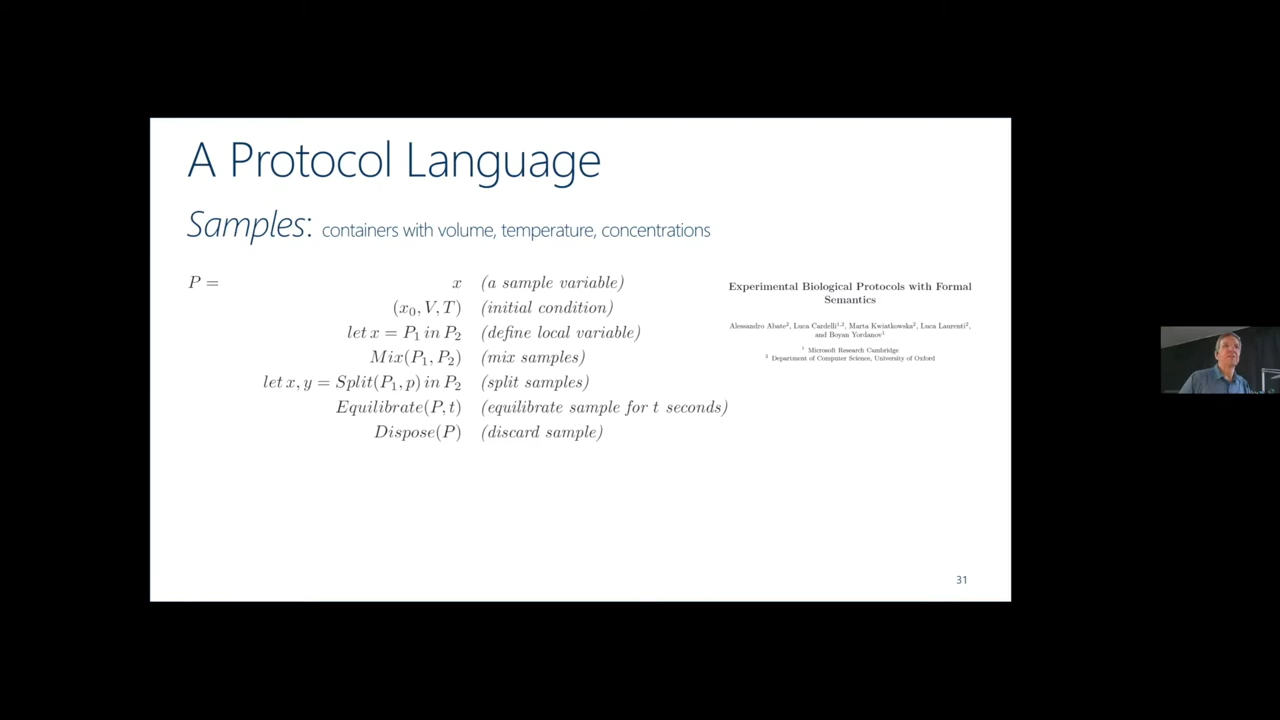 A Protocol Language
Samples: containers with volume, temperature, concentrations
P = x (a sample variable)
(x₀, V, T) (initial condition)
let x = P₁ in P₂ (define local variable)
Mix(P₁, P₂) (mix samples)
let x, y = Split(P₁, p) in P₂ (split samples)
Equilibrate(P, t) (equilibrate sample for t seconds)
Dispose(P) (discard sample)
Experimental Biological Protocols with Formal
Semantics
Alessandro Abate², Luca Cardelli¹,², Marta Kwiatkowska², Luca Laurenti²,
and Boyan Yordanov¹
¹ Microsoft Research Cambridge
² Department of Computer Science, University of Oxford
31